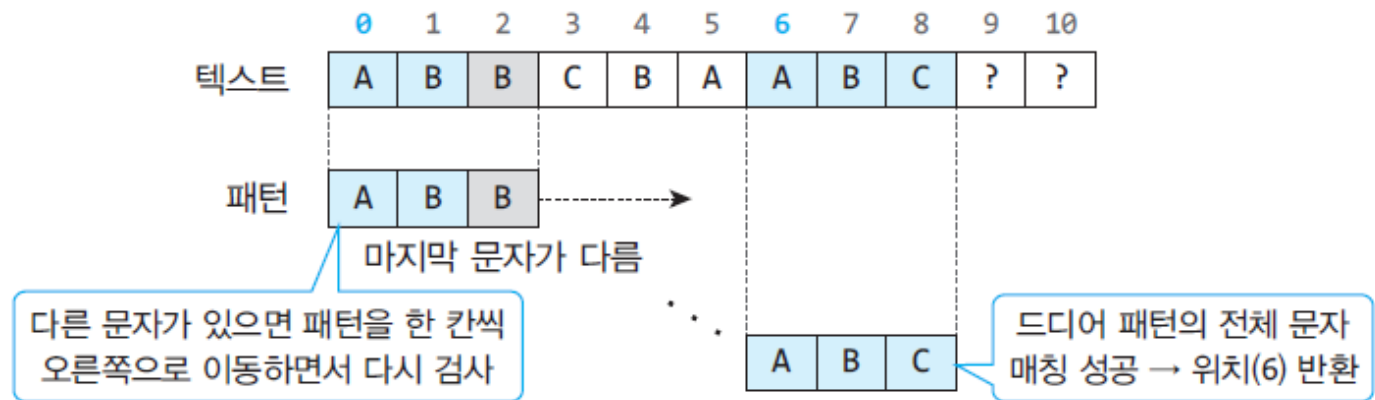 0 1 2 3 4 5 6 7 8 9 10
텍스트 A B B C B A A B C ? ?
패턴 A B B
마지막 문자가 다름
다른 문자가 있으면 패턴을 한 칸씩
오른쪽으로 이동하면서 다시 검사
A B C
드디어 패턴의 전체 문자
매칭 성공 → 위치(6) 반환